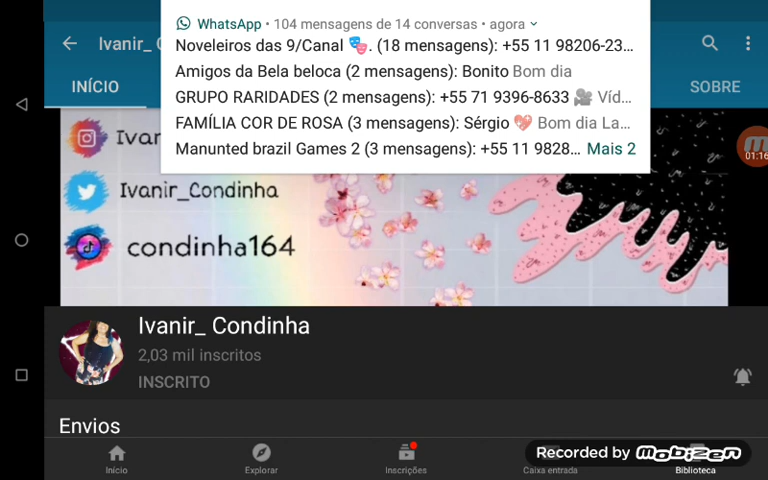 WhatsApp • 104 mensagens de 14 conversas • agora
Noveleiros das 9/Canal 🎭. (18 mensagens): +55 11 98206-23…
Amigos da Bela beloca (2 mensagens): Bonito Bom dia
GRUPO RARIDADES (2 mensagens): +55 71 9396-8633 🎥 Víd…
FAMÍLIA COR DE ROSA (3 mensagens): Sérgio 💖 Bom dia La…
Manunted brazil Games 2 (3 mensagens): +55 11 9828… Mais 2
Ivanir_
INÍCIO
SOBRE
01:16
Ivanir_Condinha
condinha164
Ivanir_ Condinha
2,03 mil inscritos
INSCRITO
Envios
Início
Explorar
Inscrições
Caixa entrada
Biblioteca
Recorded by Mobizen